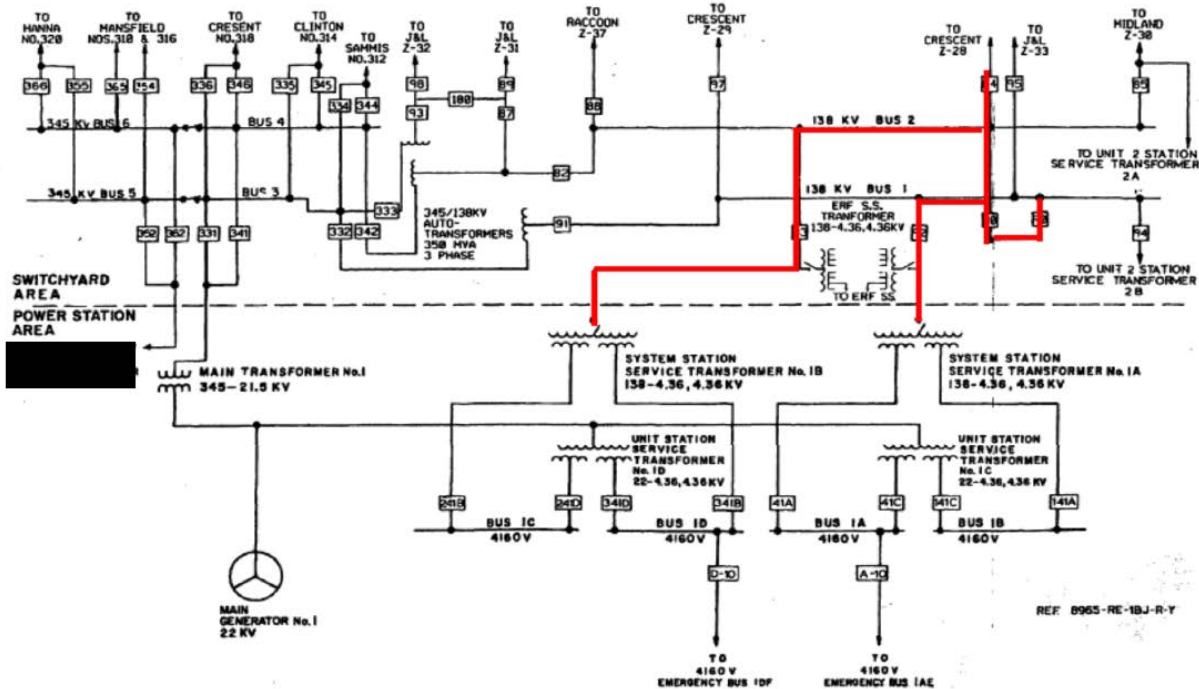 TO
HANNA
NO.320
TO
MANSFIELD
NOS.310 & 316
TO
CRESENT
NO.318
TO
CLINTON
NO.314
TO
SAMMIS
NO.312
TO
J&L
Z-32
TO
J&L
Z-31
TO
RACCOON
Z-37
TO
CRESCENT
Z-29
TO
CRESCENT
Z-28
TO
J&L
Z-33
TO
MIDLAND
Z-30
366
355
365
354
336
346
335
345
334
344
98
93
180
89
87
88
97
95
85
345 KV BUS 6
BUS 4
138 KV BUS 2
TO UNIT 2 STATION
SERVICE TRANSFORMER
2A
82
345 KV BUS 5
BUS 3
333
138 KV BUS 1
ERF S.S.
TRANFORMER
138-4.36,4.36KV
352
362
331
341
332
342
345/138KV
AUTO-
TRANSFORMERS
350 MVA
3 PHASE
91
94
TO ERF SS
TO UNIT 2 STATION
SERVICE TRANSFORMER
2B
SWITCHYARD
AREA
POWER STATION
AREA
MAIN TRANSFORMER No.1
345-21.5 KV
SYSTEM STATION
SERVICE TRANSFORMER No. 1B
138-4.36, 4.36 KV
SYSTEM STATION
SERVICE TRANSFORMER No. 1A
138-4.36, 4.36 KV
UNIT STATION
SERVICE
TRANSFORMER
No. 1D
22-4.36,4.36KV
UNIT STATION
SERVICE
TRANSFORMER
No. 1C
22-4.36, 4.36 KV
241B
241D
341D
341B
41A
41C
141C
141A
BUS 1C
4160V
BUS 1D
4160V
BUS 1A
4160V
BUS 1B
4160V
D-10
A-10
MAIN
GENERATOR No. 1
22 KV
REF. 8965-RE-1BJ-R-Y
TO
4160 V
EMERGENCY BUS 1DF
TO
4160V
EMERGENCY BUS 1AE